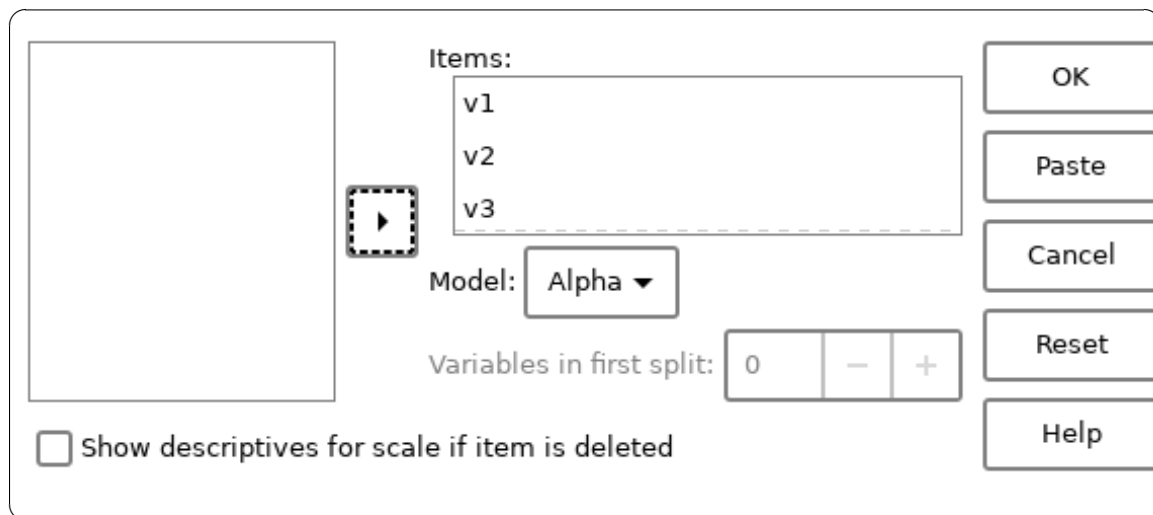 Items:
v1
v2
v3
Model: Alpha
Variables in first split: 0 − +
Show descriptives for scale if item is deleted
OK
Paste
Cancel
Reset
Help